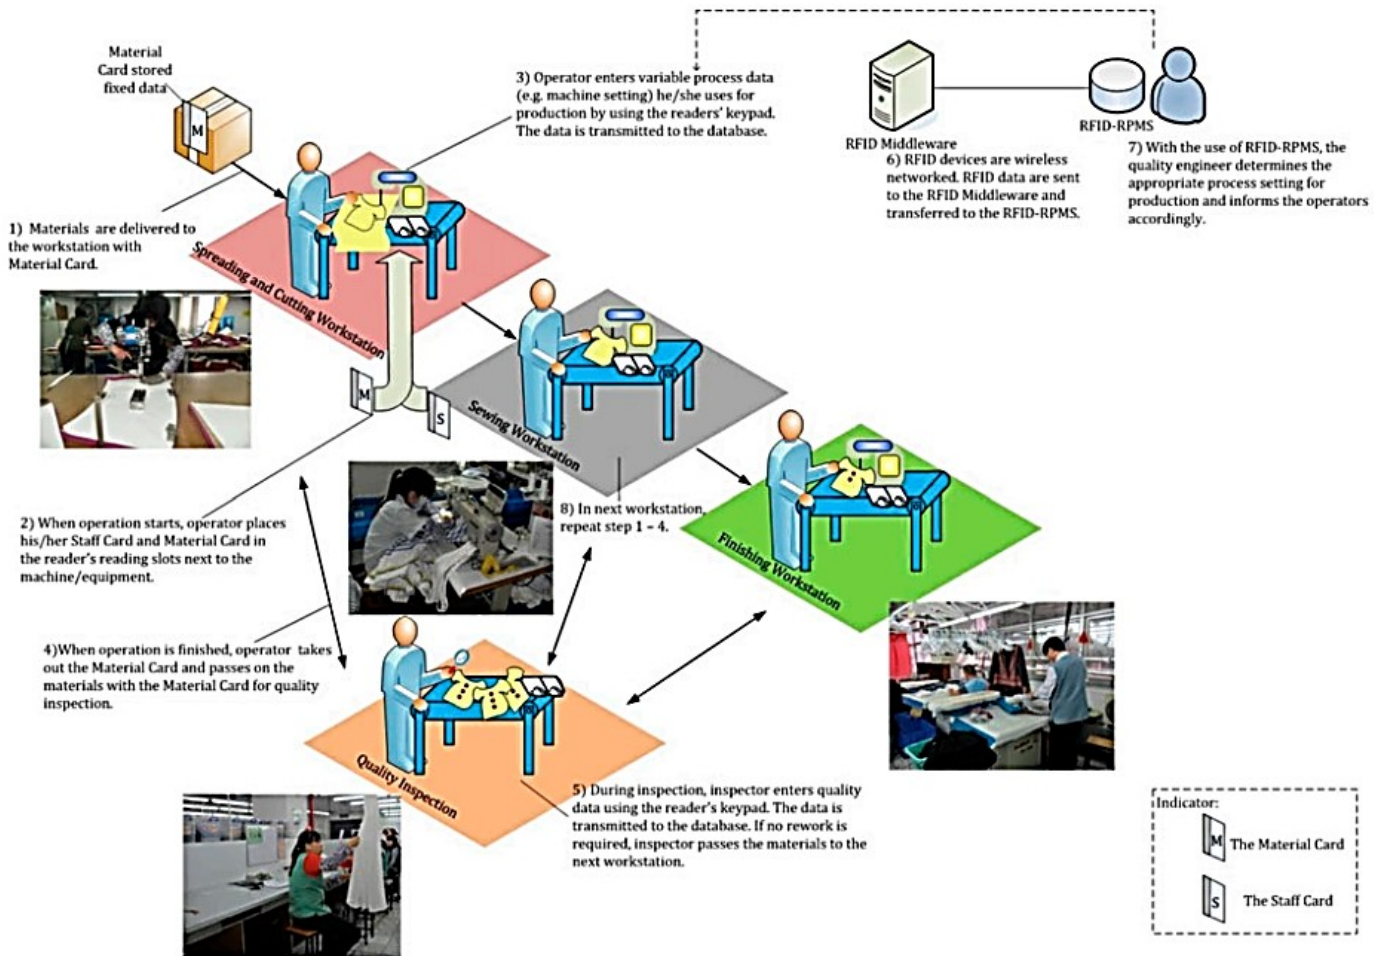 Material
Card stored
fixed data
M
1) Materials are delivered to
the workstation with
Material Card.
Spreading and Cutting Workstation
3) Operator enters variable process data
(e.g. machine setting) he/she uses for
production by using the readers' keypad.
The data is transmitted to the database.
RFID Middleware
6) RFID devices are wireless
networked. RFID data are sent
to the RFID Middleware and
transferred to the RFID-RPMS.
RFID-RPMS
7) With the use of RFID-RPMS, the
quality engineer determines the
appropriate process setting for
production and informs the operators
accordingly.
M
S
Sewing Workstation
2) When operation starts, operator places
his/her Staff Card and Material Card in
the reader's reading slots next to the
machine/equipment.
8) In next workstation,
repeat step 1 – 4.
Finishing Workstation
4)When operation is finished, operator takes
out the Material Card and passes on the
materials with the Material Card for quality
inspection.
Quality Inspection
5) During inspection, inspector enters quality
data using the reader's keypad. The data is
transmitted to the database. If no rework is
required, inspector passes the materials to the
next workstation.
Indicator:
M The Material Card
S The Staff Card